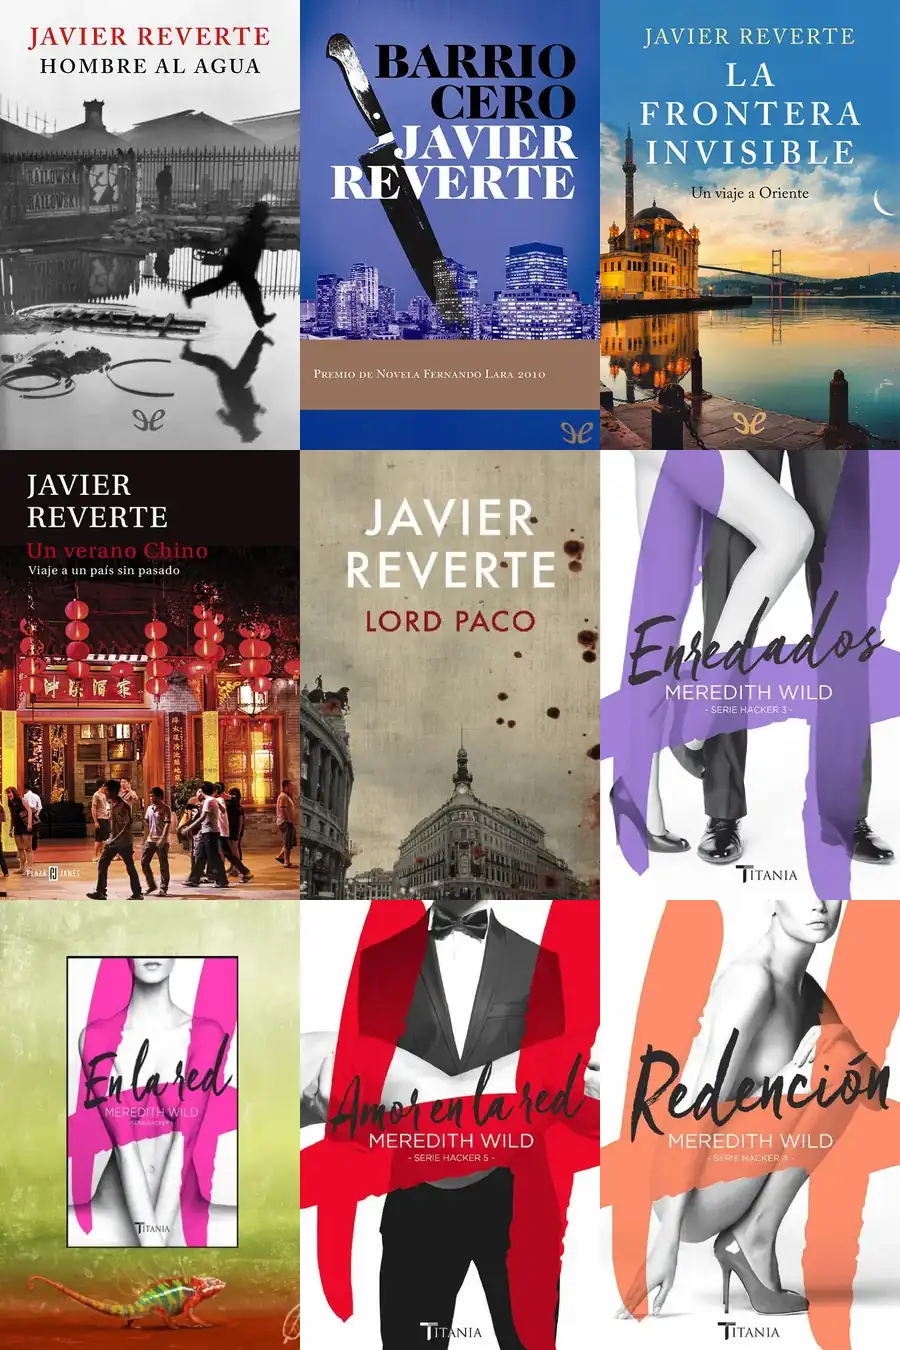 JAVIER REVERTE
HOMBRE AL AGUA
RAILOWSKY
RAILOWSKY
BARRIO
CERO
JAVIER
REVERTE
PREMIO DE NOVELA FERNANDO LARA 2010
JAVIER REVERTE
LA
FRONTERA
INVISIBLE
Un viaje a Oriente
JAVIER
REVERTE
Un verano Chino
Viaje a un país sin pasado
PLAZA JANÉS
JAVIER
REVERTE
LORD PACO
Enredados
MEREDITH WILD
- SERIE HACKER 3 -
TITANIA
En la red
MEREDITH WILD
TITANIA
Amor en la red
MEREDITH WILD
- SERIE HACKER 5 -
TITANIA
Redención
MEREDITH WILD
- SERIE HACKER 4 -
TITANIA